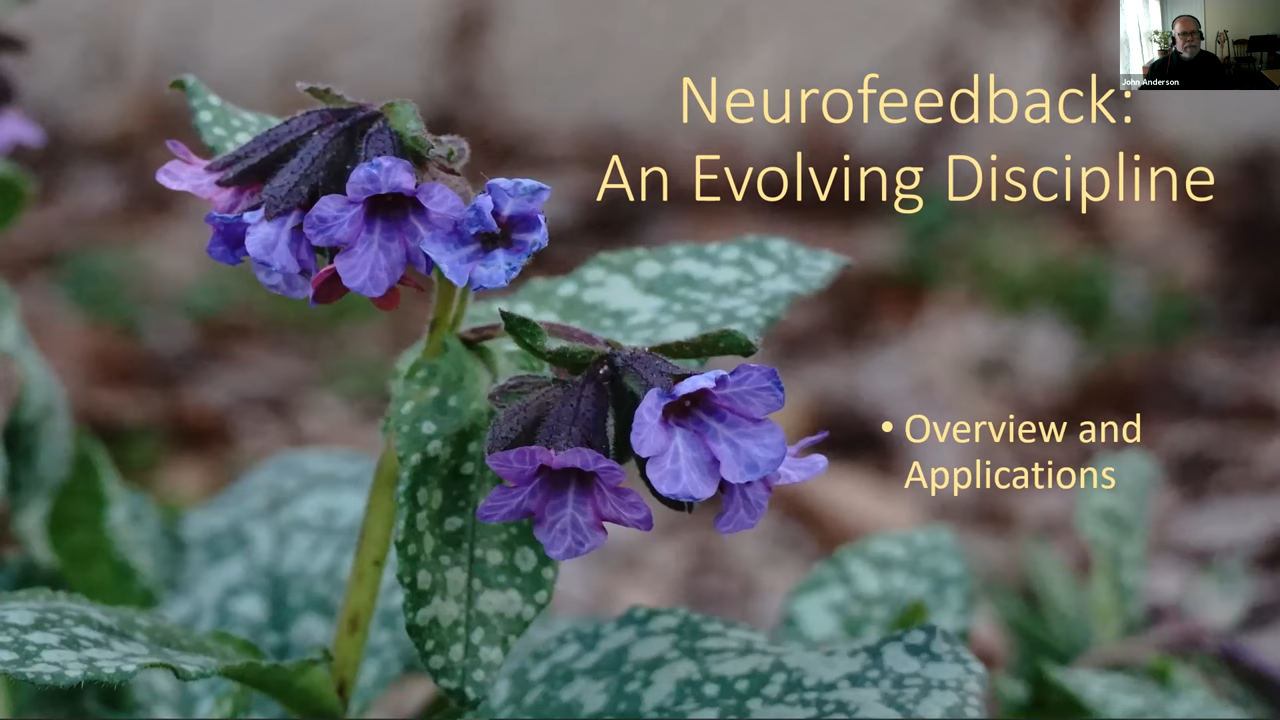 Neurofeedback:
An Evolving Discipline
• Overview and
Applications
John Anderson